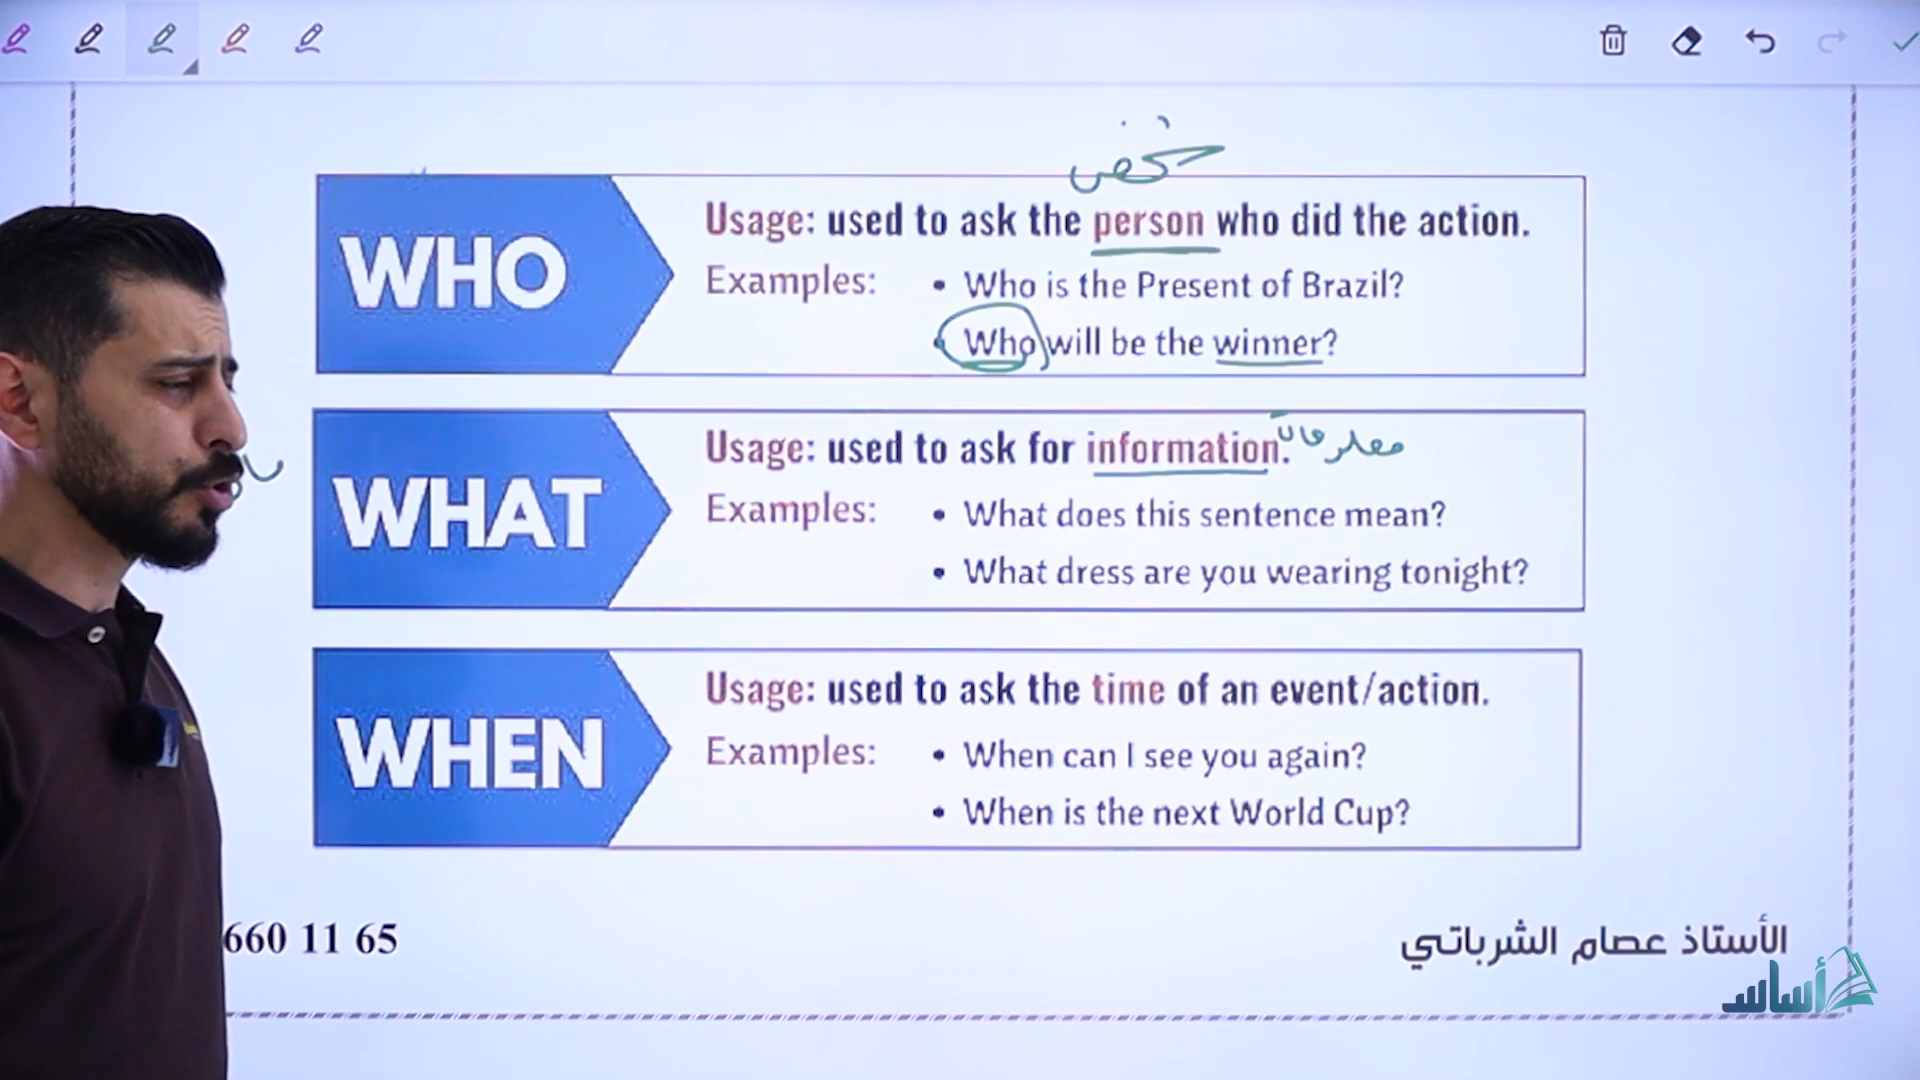 شخص
WHO
Usage: used to ask the person who did the action.
Examples:
• Who is the Present of Brazil?
• Who will be the winner?
WHAT
Usage: used to ask for information.
معلومات
Examples:
• What does this sentence mean?
• What dress are you wearing tonight?
WHEN
Usage: used to ask the time of an event/action.
Examples:
• When can I see you again?
• When is the next World Cup?
660 11 65
الأستاذ عصام الشرباتي
أساس